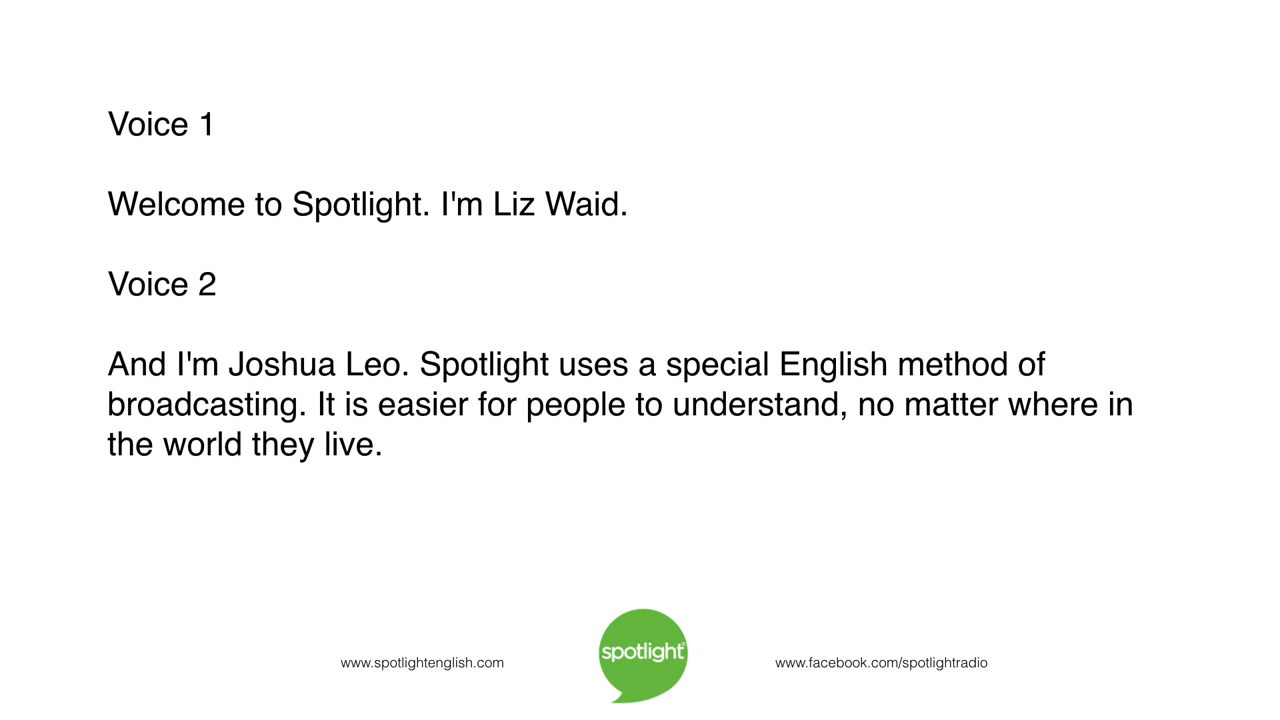 Voice 1
Welcome to Spotlight. I'm Liz Waid.
Voice 2
And I'm Joshua Leo. Spotlight uses a special English method of
broadcasting. It is easier for people to understand, no matter where in
the world they live.
www.spotlightenglish.com
spotlight®
www.facebook.com/spotlightradio